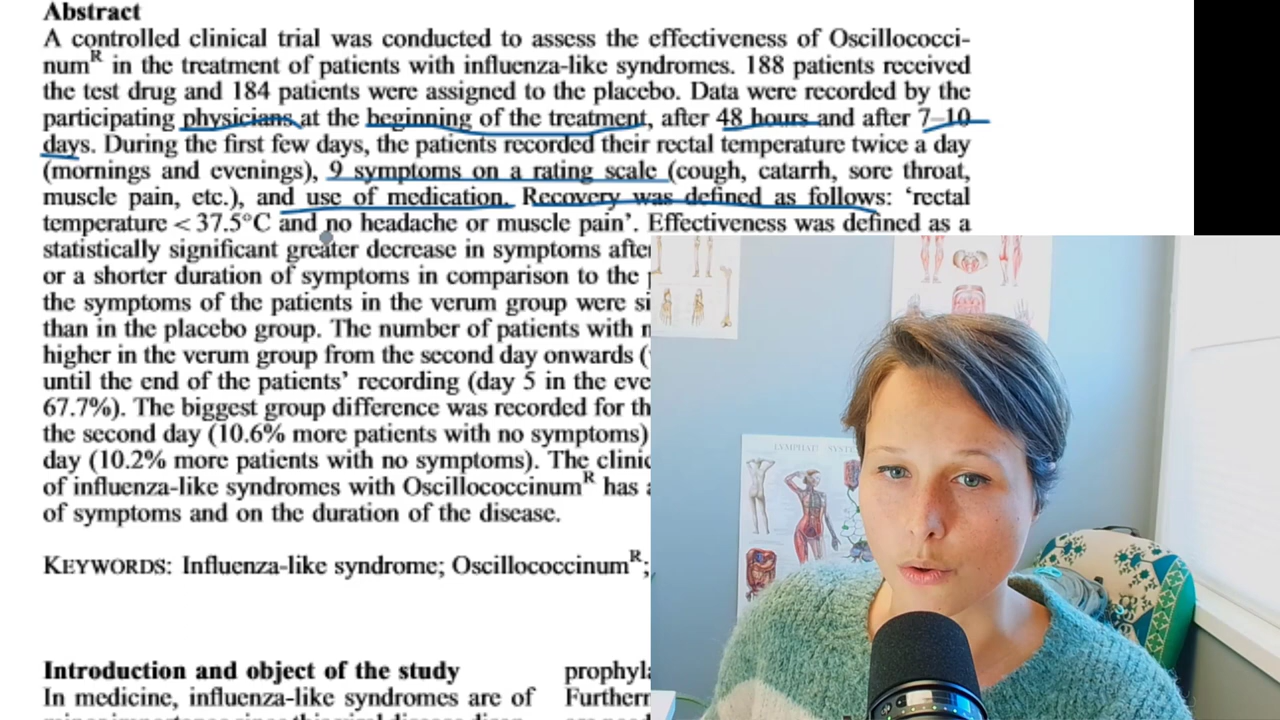 Abstract
A controlled clinical trial was conducted to assess the effectiveness of Oscillococci-
num^R in the treatment of patients with influenza-like syndromes. 188 patients received
the test drug and 184 patients were assigned to the placebo. Data were recorded by the
participating physicians at the beginning of the treatment, after 48 hours and after 7–10
days. During the first few days, the patients recorded their rectal temperature twice a day
(mornings and evenings), 9 symptoms on a rating scale (cough, catarrh, sore throat,
muscle pain, etc.), and use of medication. Recovery was defined as follows: ‘rectal
temperature < 37.5°C and no headache or muscle pain’. Effectiveness was defined as a
statistically significant greater decrease in symptoms afte
or a shorter duration of symptoms in comparison to the
the symptoms of the patients in the verum group were si
than in the placebo group. The number of patients with
higher in the verum group from the second day onwards (
until the end of the patients’ recording (day 5 in the eve
67.7%). The biggest group difference was recorded for th
the second day (10.6% more patients with no symptoms)
day (10.2% more patients with no symptoms). The clinic
of influenza-like syndromes with Oscillococcinum^R has
of symptoms and on the duration of the disease.
KEYWORDS: Influenza-like syndrome; Oscillococcinum^R;
Introduction and object of the study
In medicine, influenza-like syndromes are of
prophyl
Further
LYMPHATI SYSTE